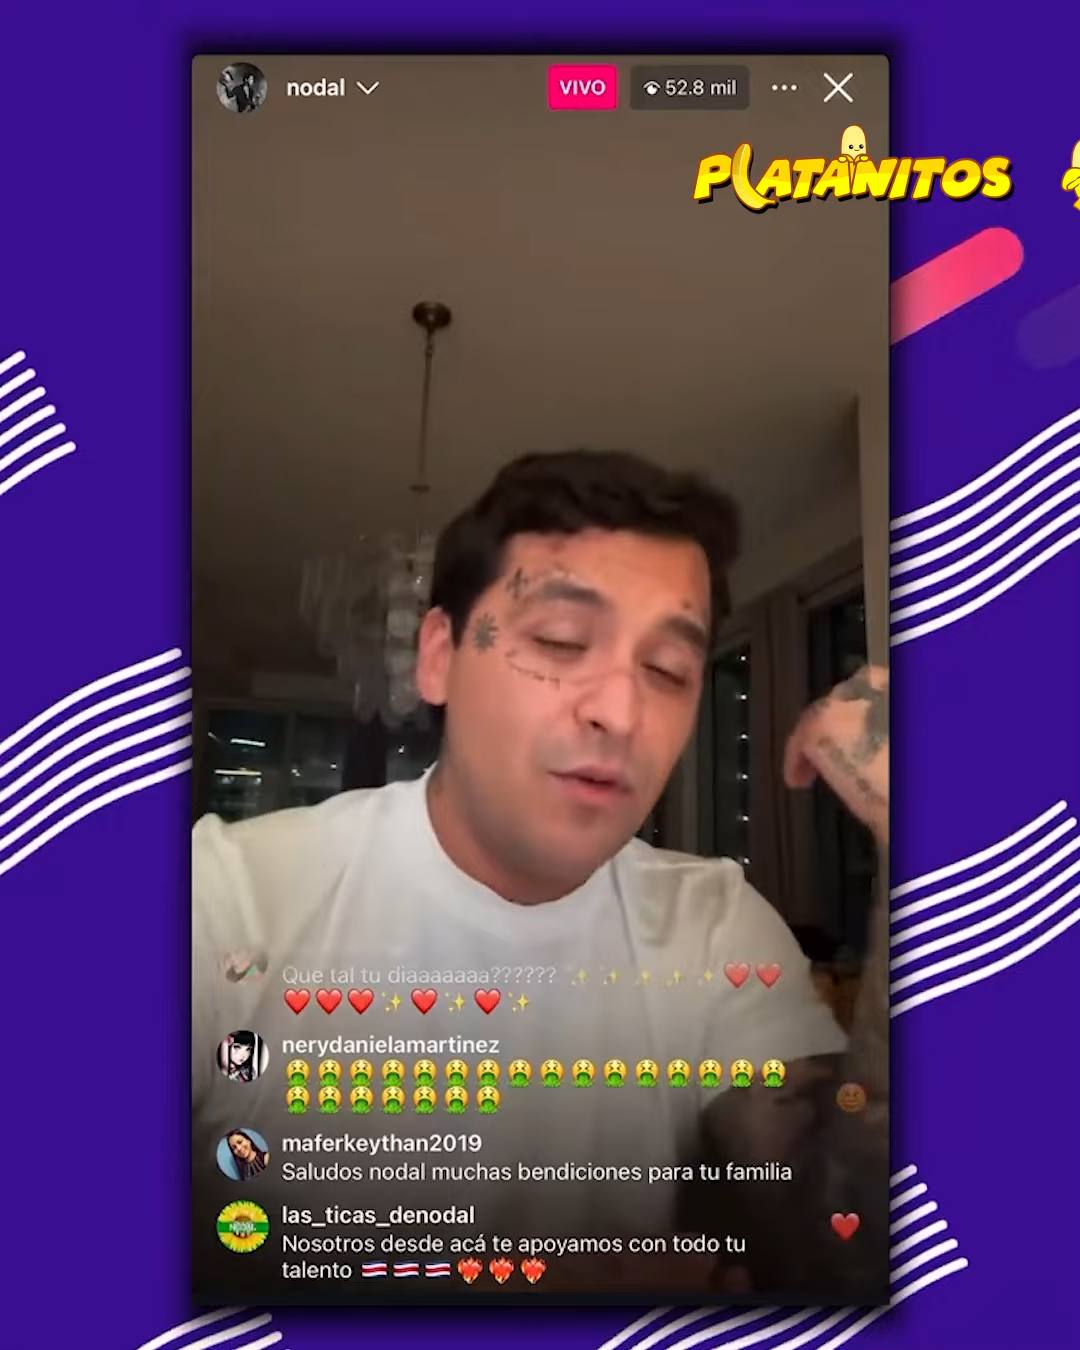 nodal
VIVO
52.8 mil
PLATANITOS
Que tal tu diaaaaaaa?????? ✨ ✨ ✨ ✨ ✨ ❤️❤️
❤️❤️❤️✨❤️✨❤️✨
nerydanielamartinez
🤮🤮🤮🤮🤮🤮🤮🤮🤮🤮🤮🤮🤮🤮🤮🤮
🤮🤮🤮🤮🤮🤮🤮
maferkeythan2019
Saludos nodal muchas bendiciones para tu familia
las_ticas_denodal
Nosotros desde acá te apoyamos con todo tu
talento 🇨🇷🇨🇷🇨🇷❤️‍🔥❤️‍🔥❤️‍🔥